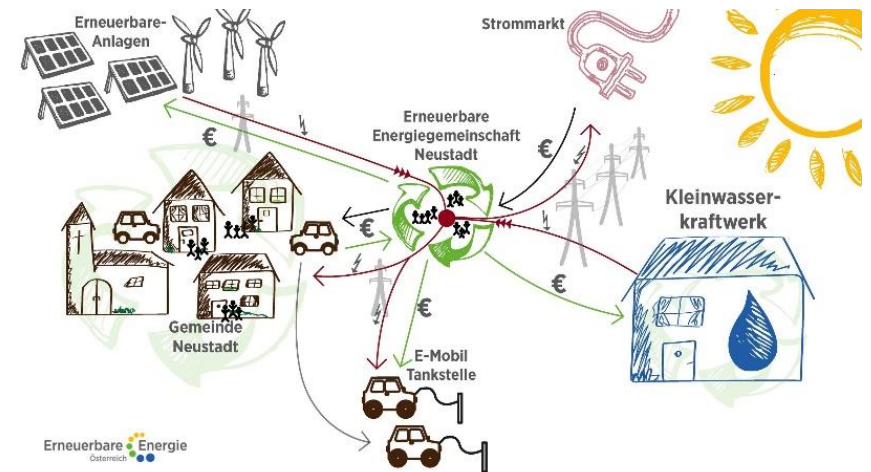 Erneuerbare-
Anlagen
Strommarkt
Erneuerbare
Energiegemeinschaft
Neustadt
€
€
Kleinwasser-
kraftwerk
€
€
€
Gemeinde
Neustadt
E-Mobil
Tankstelle
Erneuerbare Energie
Österreich